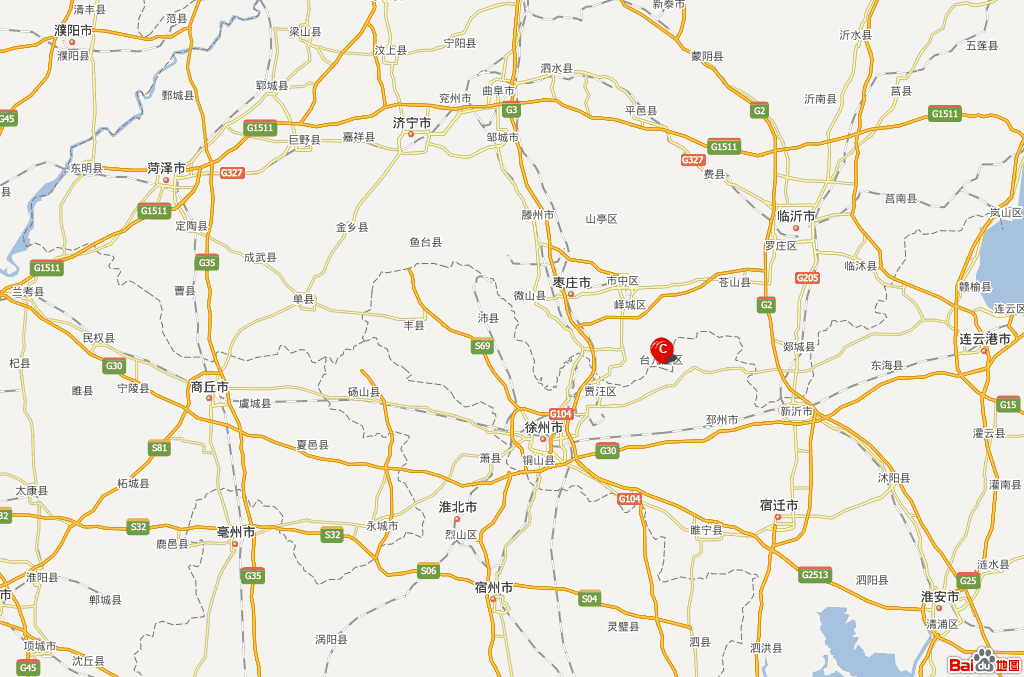 清丰县
范县
新泰市
濮阳市
梁山县
宁阳县
沂水县
五莲县
濮阳县
汶上县
蒙阴县
泗水县
郓城县
曲阜市
莒县
鄄城县
兖州市
沂南县
G3
G2
平邑县
G1511
G45
济宁市
G1511
嘉祥县
邹城市
巨野县
G1511
G327
东明县
菏泽市
G327
费县
县
莒南县
G1511
滕州市
山亭区
临沂市
岚山区
定陶县
金乡县
鱼台县
罗庄区
成武县
G35
G1511
临沭县
G205
枣庄市
市中区
苍山县
赣榆县
兰考县
曹县
单县
微山县
峄城区
G2
连云区
沛县
丰县
民权县
连云港市
S69
郯城县
C
台儿庄区
杞县
G30
东海县
宁陵县
商丘市
睢县
砀山县
贾汪区
虞城县
G15
G104
新沂市
邳州市
徐州市
灌云县
夏邑县
S81
G30
萧县
铜山县
柘城县
沭阳县
灌南县
太康县
G104
淮北市
宿迁市
32
S32
亳州市
永城市
睢宁县
S32
烈山区
鹿邑县
涟水县
S06
G2513
淮阳县
G35
泗阳县
G25
宿州市
市
郸城县
S04
淮安市
灵璧县
清浦区
涡阳县
泗县
泗洪县
项城市
沈丘县
G45
Bai du 地图